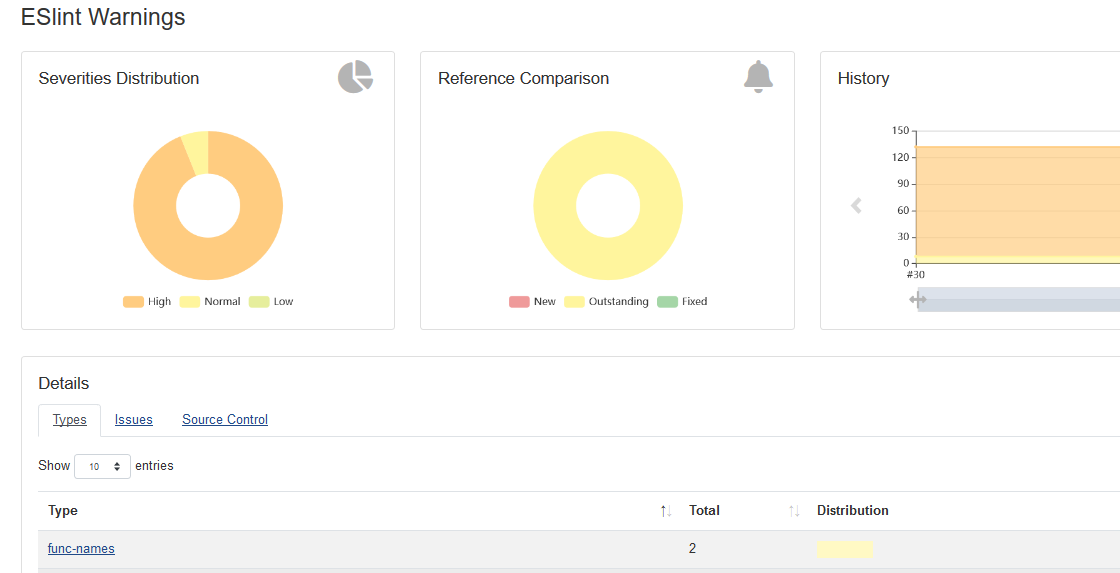 ESlint Warnings
Severities Distribution
High Normal Low
Reference Comparison
New Outstanding Fixed
History
150
120
90
60
30
0
#30
Details
Types Issues Source Control
Show 10 entries
Type Total Distribution
func-names 2